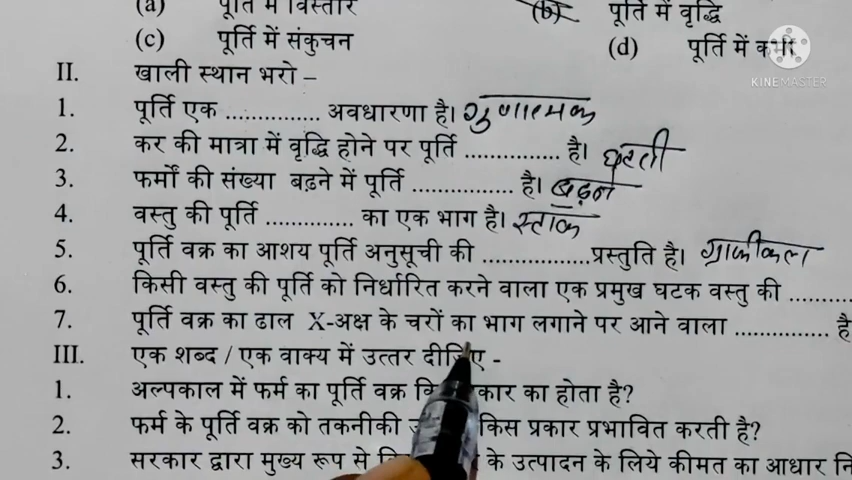 (a) पूर्ति में विस्तार (b) पूर्ति में वृद्धि
(c) पूर्ति में संकुचन (d) पूर्ति में कमी
KINEMASTER
II. खाली स्थान भरो –
1. पूर्ति एक .............. अवधारणा है। गुणात्मक
2. कर की मात्रा में वृद्धि होने पर पूर्ति .............. है। घटती
3. फर्मों की संख्या बढ़ने में पूर्ति .............. है। बढ़ने
4. वस्तु की पूर्ति .............. का एक भाग है। स्टॉक
5. पूर्ति वक्र का आशय पूर्ति अनुसूची की ................प्रस्तुति है।
6. किसी वस्तु की पूर्ति को निर्धारित करने वाला एक प्रमुख घटक वस्तु की .........
7. पूर्ति वक्र का ढाल X-अक्ष के चरों का भाग लगाने पर आने वाला .............. है
III. एक शब्द / एक वाक्य में उत्तर दीजिए -
1. अल्पकाल में फर्म का पूर्ति वक्र का होता है?
2. फर्म के पूर्ति वक्र को तकनीकी किस प्रकार प्रभावित करती है?
3. सरकार द्वारा मुख्य रूप से के उत्पादन के लिये कीमत का आधार